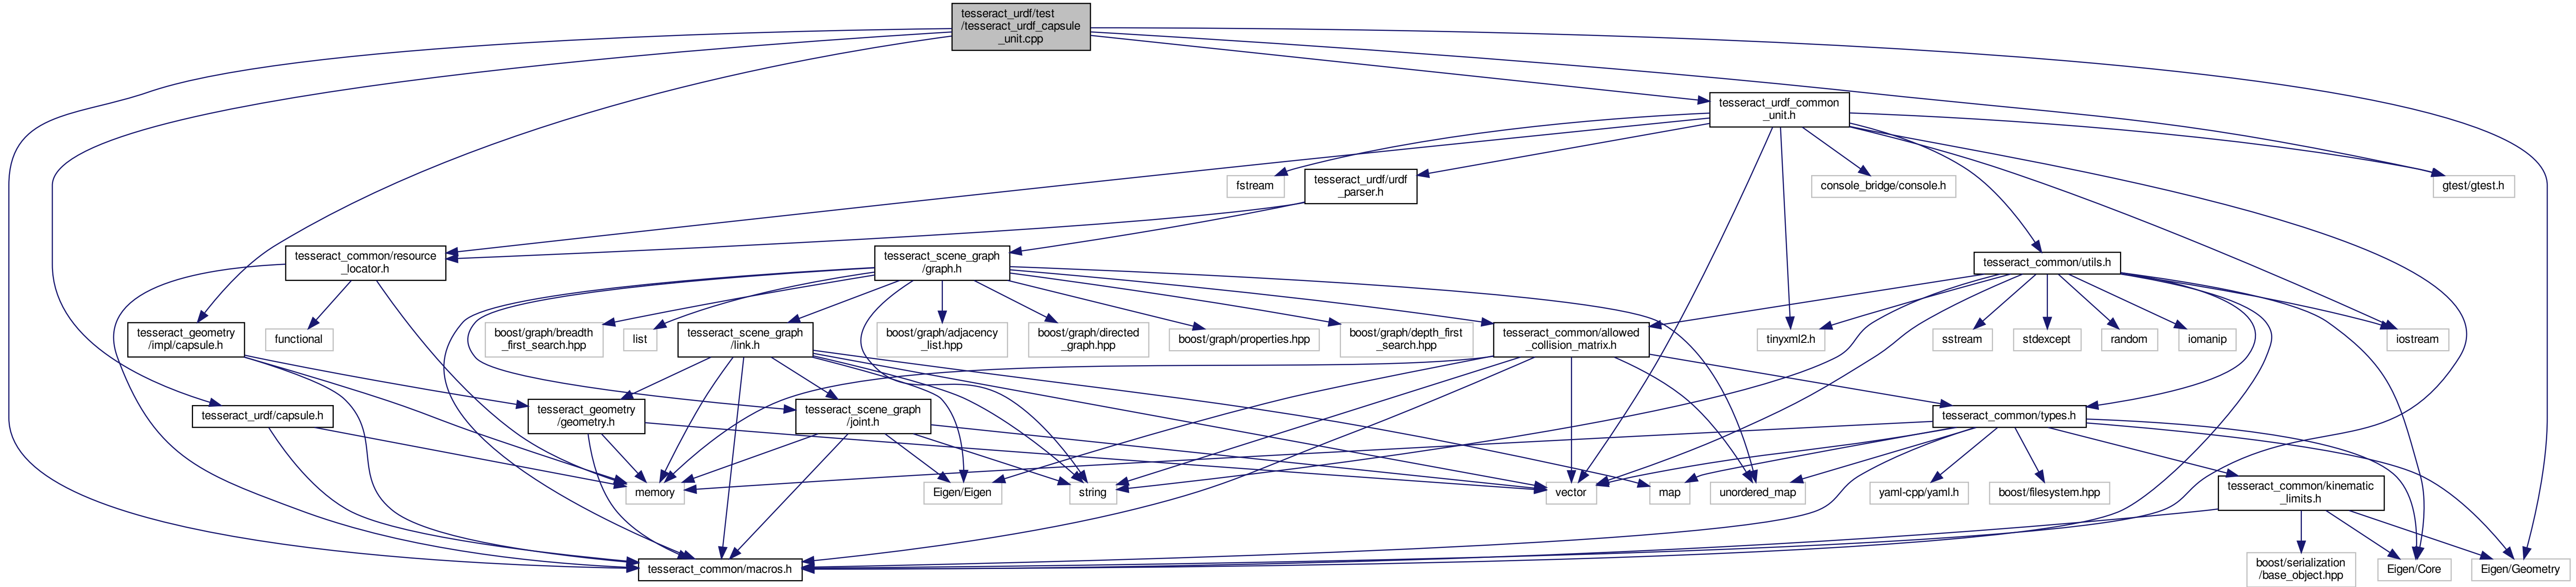 tesseract_urdf/test
/tesseract_urdf_capsule
_unit.cpp
tesseract_urdf_common
_unit.h
fstream
tesseract_urdf/urdf
_parser.h
console_bridge/console.h
gtest/gtest.h
tesseract_common/resource
_locator.h
tesseract_scene_graph
/graph.h
tesseract_common/utils.h
tesseract_geometry
/impl/capsule.h
functional
boost/graph/breadth
_first_search.hpp
list
tesseract_scene_graph
/link.h
boost/graph/adjacency
_list.hpp
boost/graph/directed
_graph.hpp
boost/graph/properties.hpp
boost/graph/depth_first
_search.hpp
tesseract_common/allowed
_collision_matrix.h
tinyxml2.h
sstream
stdexcept
random
iomanip
iostream
tesseract_urdf/capsule.h
tesseract_geometry
/geometry.h
tesseract_scene_graph
/joint.h
tesseract_common/types.h
memory
Eigen/Eigen
string
vector
map
unordered_map
yaml-cpp/yaml.h
boost/filesystem.hpp
tesseract_common/kinematic
_limits.h
tesseract_common/macros.h
boost/serialization
/base_object.hpp
Eigen/Core
Eigen/Geometry